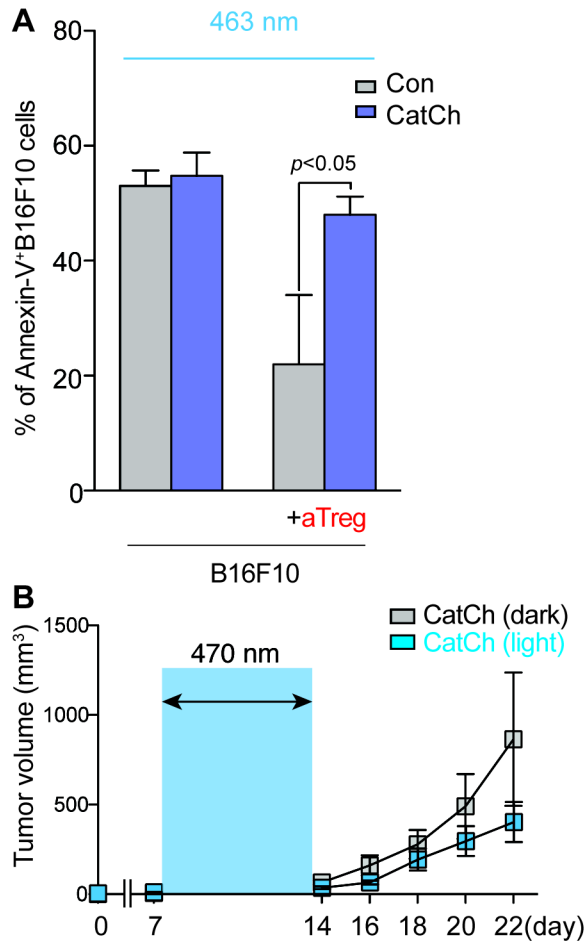 A
80
463 nm
Con
CatCh
60
p<0.05
40
20
0
% of Annexin-V⁺B16F10 cells
+aTreg
B16F10
B
1500
CatCh (dark)
CatCh (light)
470 nm
1000
500
0
Tumor volume (mm³)
0 7 14 16 18 20 22(day)